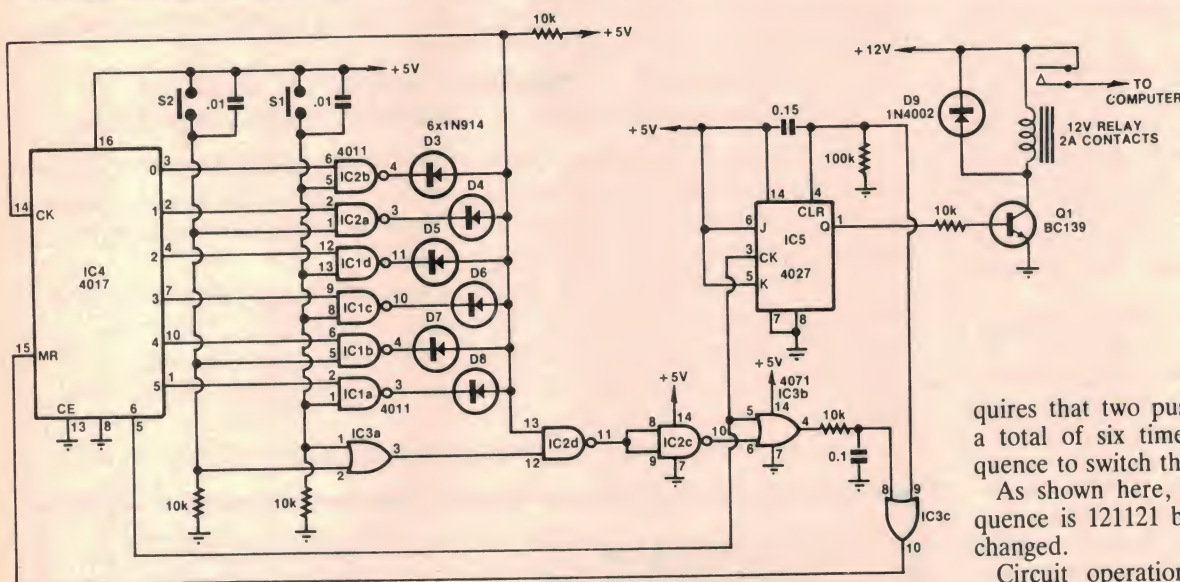 10k
+5V
+12V
+5V
S2
.01
S1
.01
TO
COMPUTER
D9
1N4002
12V RELAY
2A CONTACTS
6x1N914
4011
D3
+5V
0.15
100k
16
0
3
6
5
IC2b
4
D4
14
CK
1
2
2
1
IC2a
3
D5
14
4
CLR
6
J
Q
1
10k
Q1
BC139
IC5
4027
3
CK
5
K
7
8
2
4
12
13
IC1d
11
D6
IC4
4017
3
7
9
8
IC1c
10
D7
15
MR
4
10
6
5
IC1b
4
D8
5
1
2
1
IC1a
3
4011
CE
13
8
6
5
+5V
+5V
4071
IC3b
14
10k
0.1
13
12
IC2d
11
8
9
14
IC2c
7
10
5
6
7
4
IC3a
1
2
3
10k
10k
8
9
IC3c
10
quires that two pus
a total of six time
quence to switch th
As shown here,
quence is 121121 b
changed.
Circuit operation